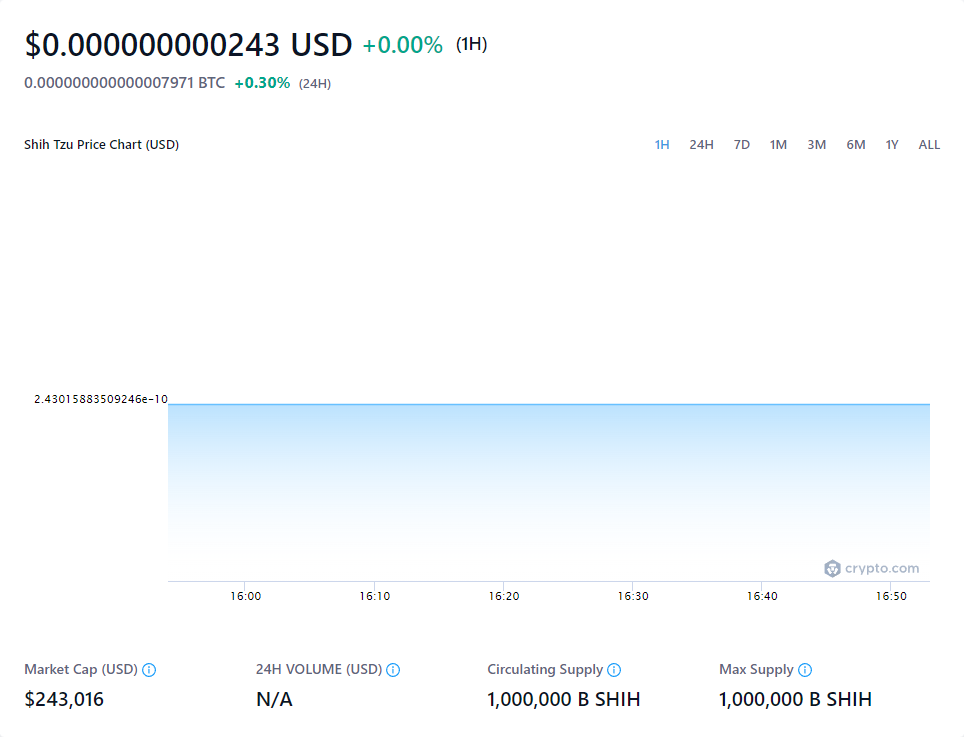 $0.000000000243 USD +0.00% (1H)
0.000000000000007971 BTC +0.30% (24H)
Shih Tzu Price Chart (USD) 1H 24H 7D 1M 3M 6M 1Y ALL
2.43015883509246e-10
crypto.com
16:00 16:10 16:20 16:30 16:40 16:50
Market Cap (USD) 24H VOLUME (USD) Circulating Supply Max Supply
$243,016 N/A 1,000,000 B SHIH 1,000,000 B SHIH